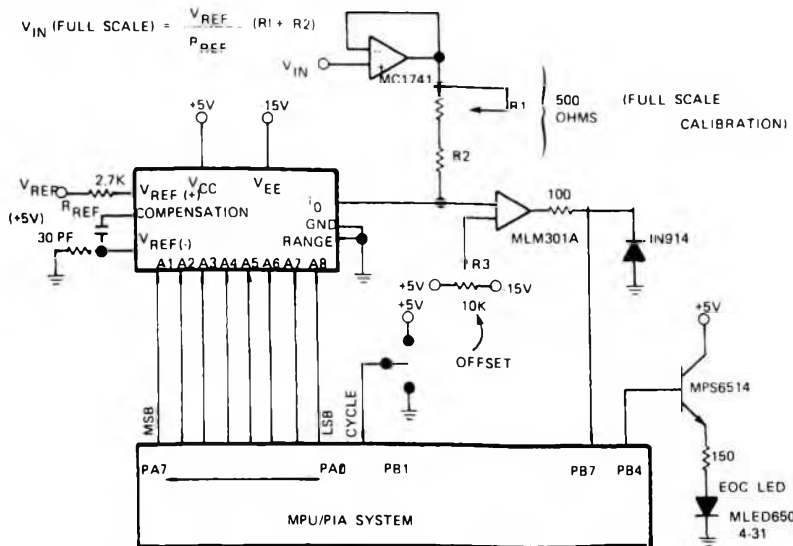 V_IN (FULL SCALE) = V_REF / R_REF (R1 + R2)
V_IN
MC1741
R1
500 OHMS
(FULL SCALE CALIBRATION)
R2
+5V
15V
V_REF
(+5V)
2.7K
R_REF
30 PF
V_REF(+)
V_CC
V_EE
COMPENSATION
V_REF(-)
i_0
GND
RANGE
A1 A2 A3 A4 A5 A6 A7 A8
MLM301A
100
IN914
R3
+5V
-15V
10K
OFFSET
+5V
+5V
MPS6514
150
EOC LED
MLED650
4-31
MSB
LSB
CYCLE
PA7
PA0
PB1
PB7
PB4
MPU/PIA SYSTEM